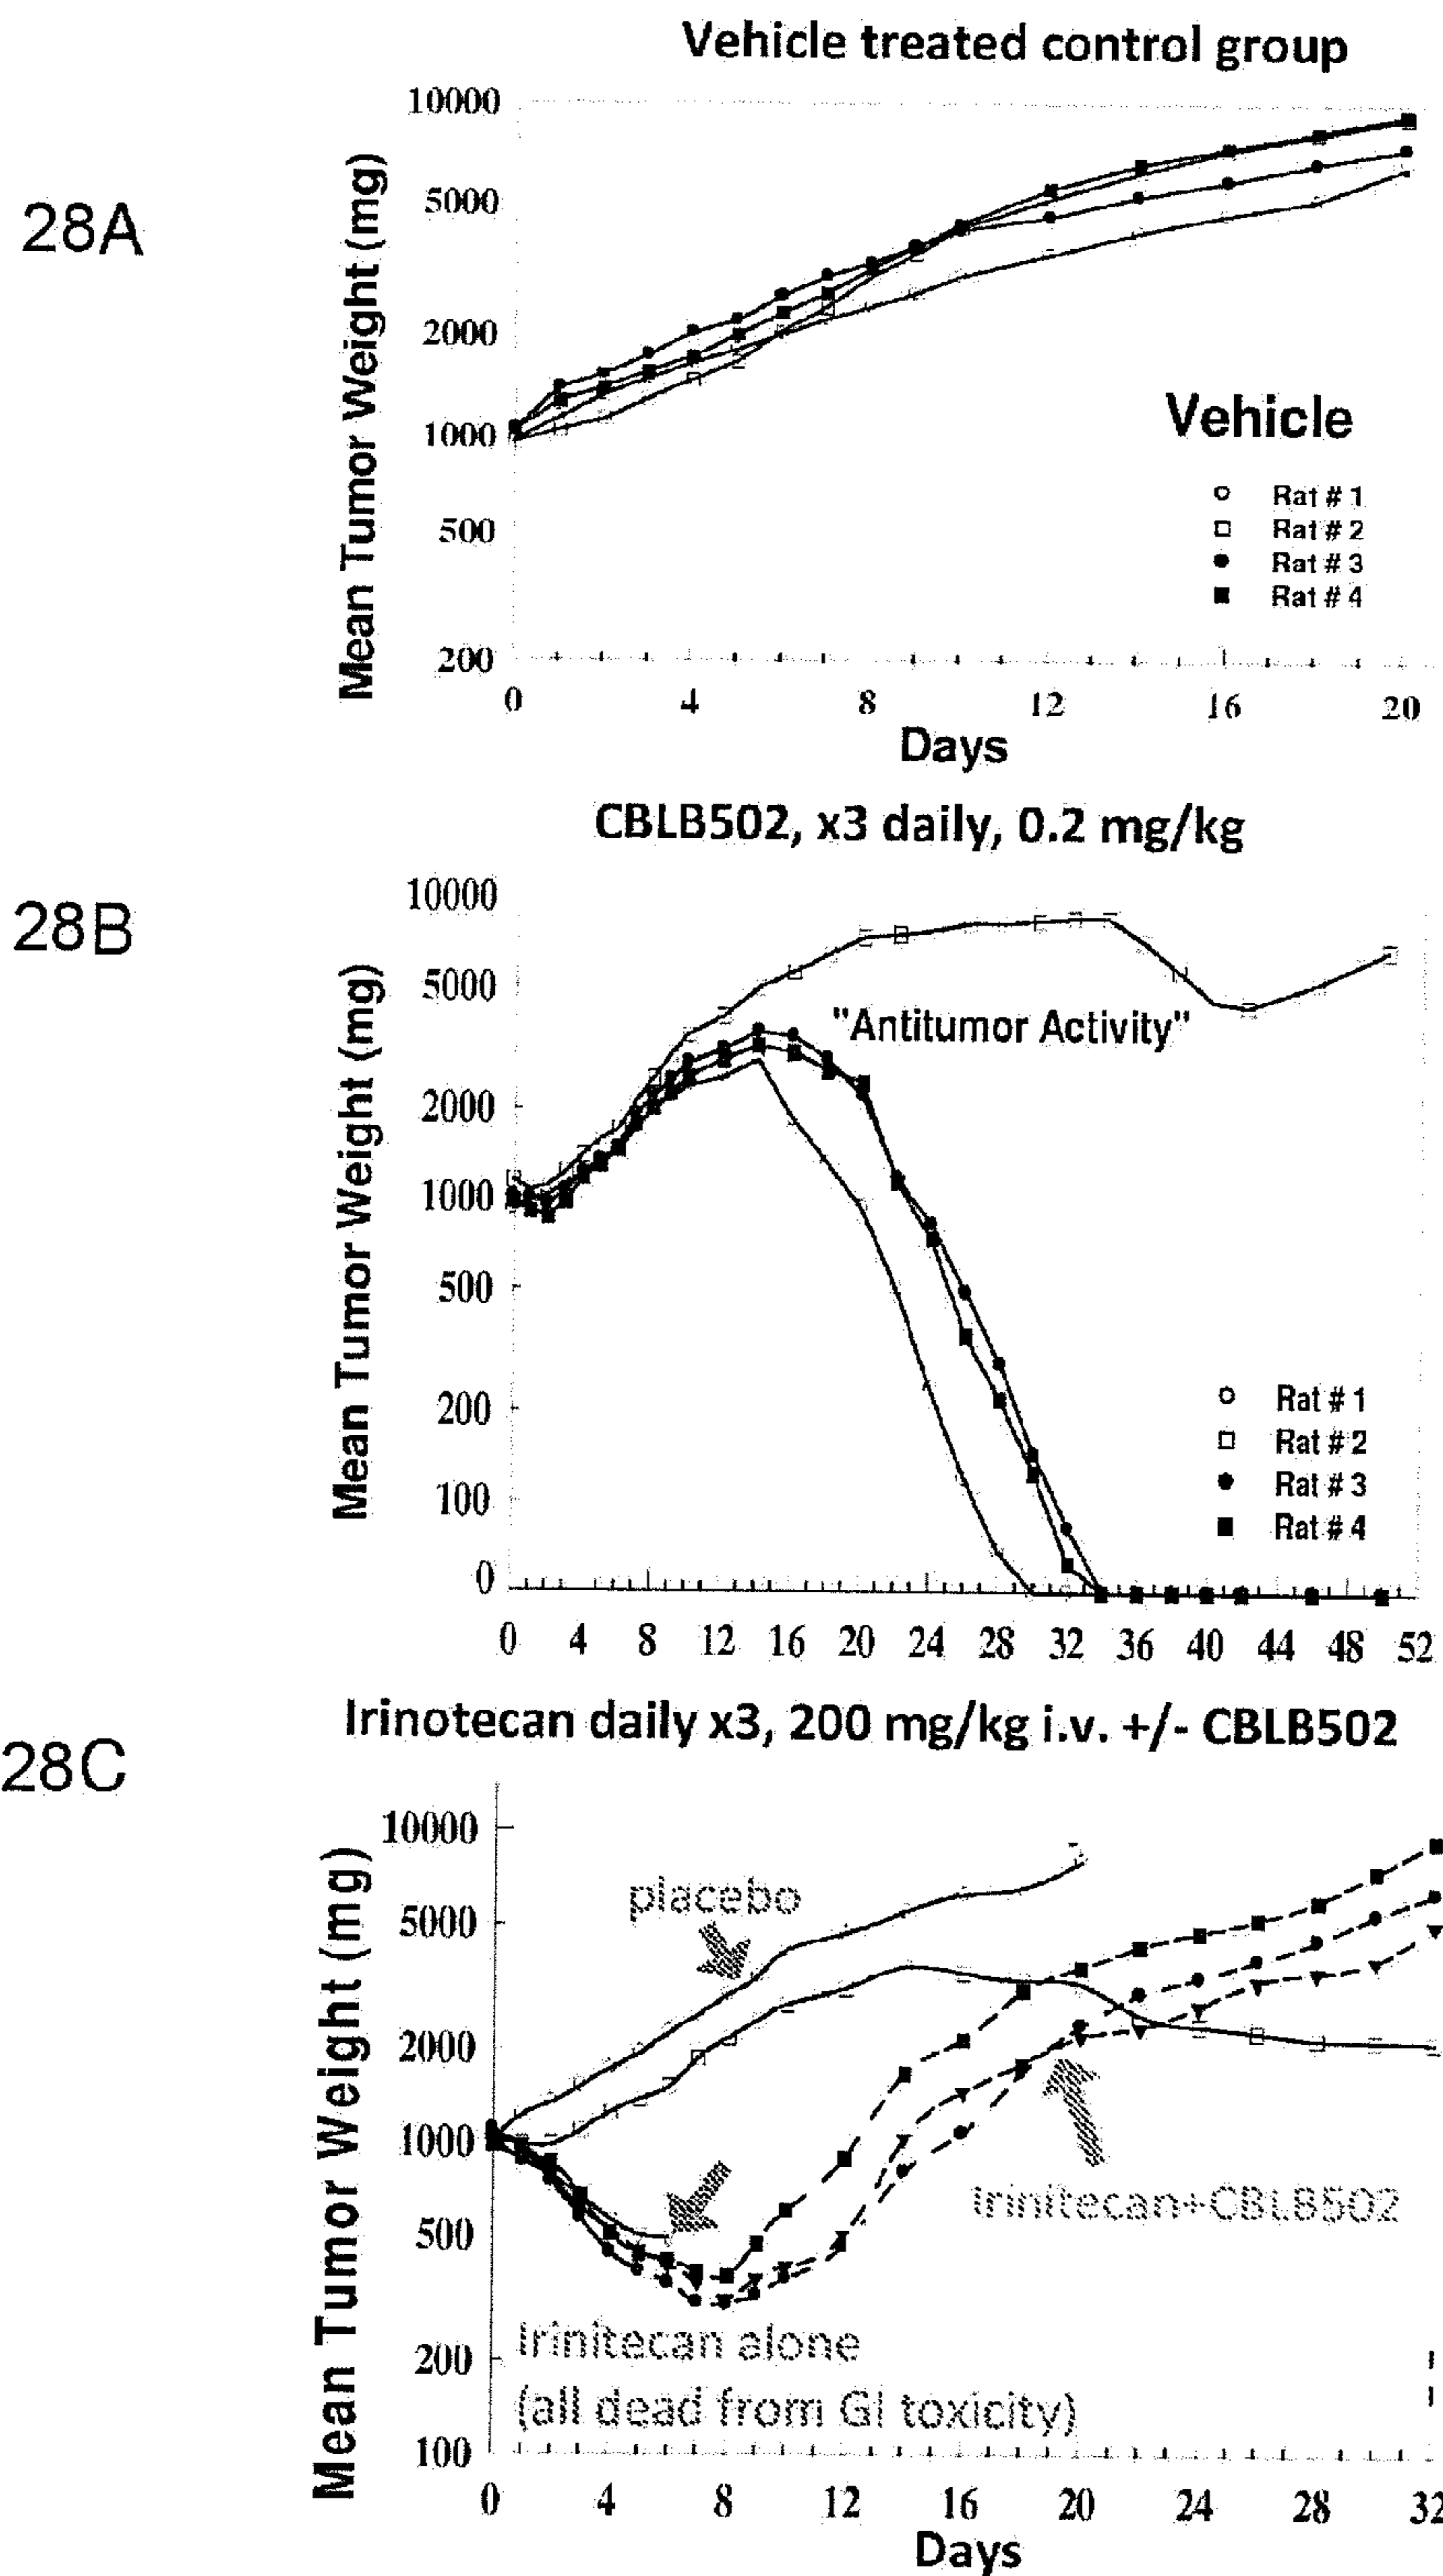 Vehicle treated control group
28A
Mean Tumor Weight (mg)
10000
5000
2000
1000
500
200
Vehicle
Rat # 1
Rat # 2
Rat # 3
Rat # 4
0 4 8 12 16 20
Days
CBLB502, x3 daily, 0.2 mg/kg
28B
Mean Tumor Weight (mg)
10000
5000
2000
1000
500
200
100
0
"Antitumor Activity"
Rat # 1
Rat # 2
Rat # 3
Rat # 4
0 4 8 12 16 20 24 28 32 36 40 44 48 52
Irinotecan daily x3, 200 mg/kg i.v. +/- CBLB502
28C
Mean Tumor Weight (mg)
10000
5000
2000
1000
500
200
100
placebo
Irinitecan+CBLB502
Irinitecan alone
(all dead from GI toxicity)
0 4 8 12 16 20 24 28 32
Days